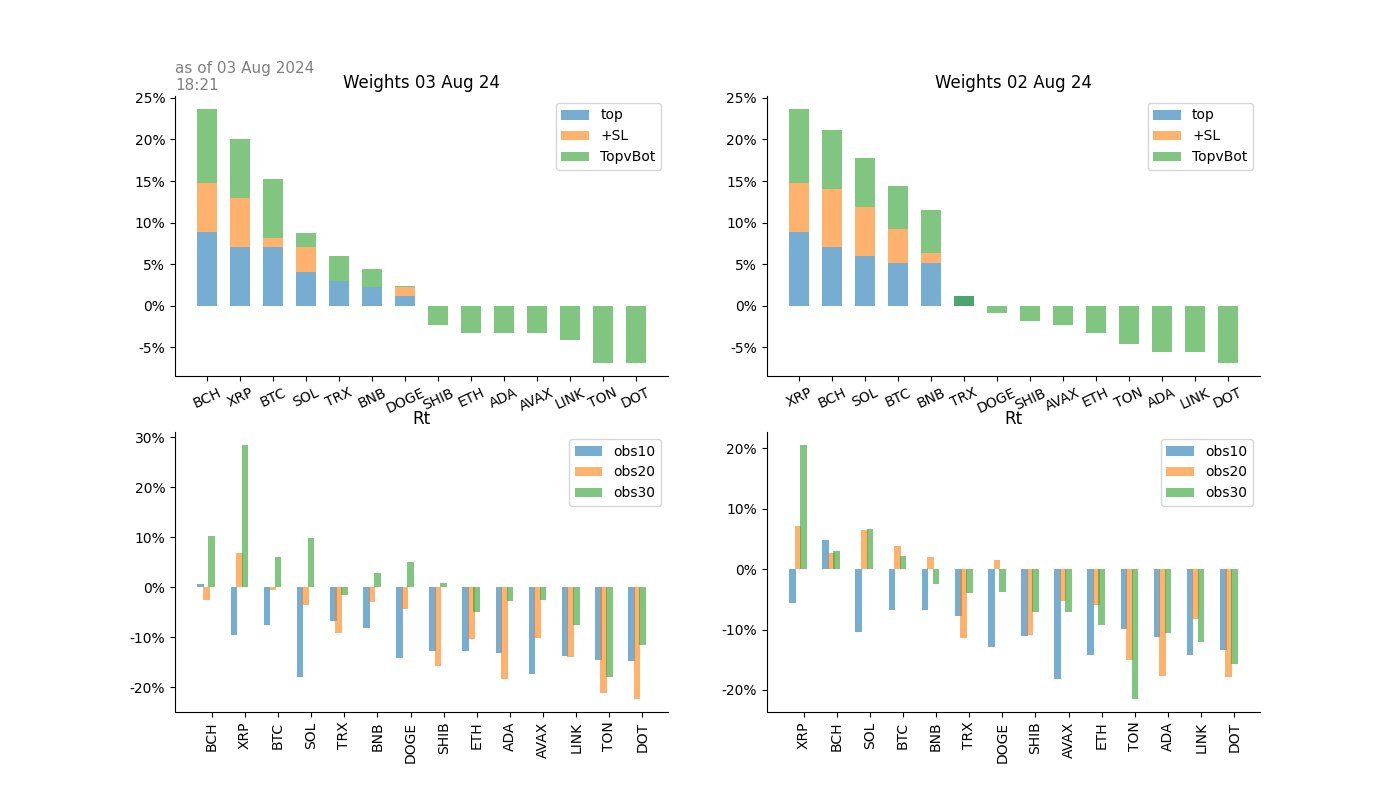 as of 03 Aug 2024
18:21
Weights 03 Aug 24
25%
20%
15%
10%
5%
0%
-5%
top
+SL
TopvBot
BCH XRP BTC SOL TRX BNB DOGE SHIB ETH ADA AVAX LINK TON DOT
Weights 02 Aug 24
25%
20%
15%
10%
5%
0%
-5%
top
+SL
TopvBot
XRP BCH SOL BTC BNB TRX DOGE SHIB AVAX ETH TON ADA LINK DOT
Rt
30%
20%
10%
0%
-10%
-20%
obs10
obs20
obs30
BCH XRP BTC SOL TRX BNB DOGE SHIB ETH ADA AVAX LINK TON DOT
Rt
20%
10%
0%
-10%
-20%
obs10
obs20
obs30
XRP BCH SOL BTC BNB TRX DOGE SHIB AVAX ETH TON ADA LINK DOT